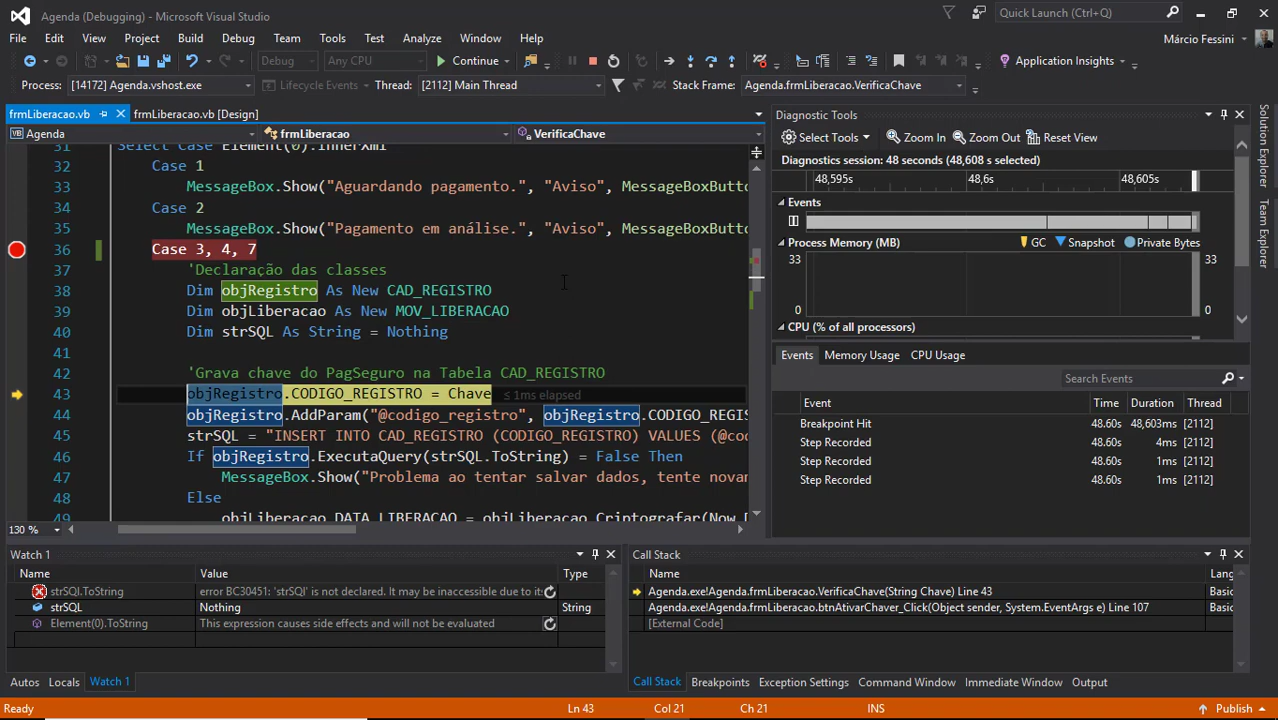 Agenda (Debugging) - Microsoft Visual Studio
Quick Launch (Ctrl+Q)
File Edit View Project Build Debug Team Tools Test Analyze Window Help
Márcio Fessini
Debug Any CPU Continue Application Insights
Process: [14172] Agenda.vshost.exe Lifecycle Events Thread: [2112] Main Thread Stack Frame: Agenda.frmLiberacao.VerificaChave
frmLiberacao.vb frmLiberacao.vb [Design]
Agenda frmLiberacao VerificaChave
31 Select Case Element(0).InnerXml
32 Case 1
33 MessageBox.Show("Aguardando pagamento.", "Aviso", MessageBoxButto
34 Case 2
35 MessageBox.Show("Pagamento em análise.", "Aviso", MessageBoxButto
36 Case 3, 4, 7
37 'Declaração das classes
38 Dim objRegistro As New CAD_REGISTRO
39 Dim objLiberacao As New MOV_LIBERACAO
40 Dim strSQL As String = Nothing
41
42 'Grava chave do PagSeguro na Tabela CAD_REGISTRO
43 objRegistro.CODIGO_REGISTRO = Chave ≤ 1ms elapsed
44 objRegistro.AddParam("@codigo_registro", objRegistro.CODIGO_REGIS
45 strSQL = "INSERT INTO CAD_REGISTRO (CODIGO_REGISTRO) VALUES (@co
46 If objRegistro.ExecutaQuery(strSQL.ToString) = False Then
47 MessageBox.Show("Problema ao tentar salvar dados, tente novam
48 Else
49 objLiberacao.DATA_LIBERACAO = objLiberacao.Criptografar(Now.D
130 %
Diagnostic Tools
Select Tools Zoom In Zoom Out Reset View
Diagnostics session: 48 seconds (48,608 s selected)
48,595s 48,6s 48,605s
Events
Process Memory (MB) GC Snapshot Private Bytes
33 33
0 0
CPU (% of all processors)
Events Memory Usage CPU Usage
Search Events
Event Time Duration Thread
Breakpoint Hit 48.60s 48,603ms [2112]
Step Recorded 48.60s 4ms [2112]
Step Recorded 48.60s 1ms [2112]
Step Recorded 48.60s 1ms [2112]
Solution Explorer
Team Explorer
Watch 1
Name Value Type
strSQl.ToString error BC30451: 'strSQl' is not declared. It may be inaccessible due to it:
strSQL Nothing String
Element(0).ToString This expression causes side effects and will not be evaluated
Call Stack
Name Lang
Agenda.exe!Agenda.frmLiberacao.VerificaChave(String Chave) Line 43 Basic
Agenda.exe!Agenda.frmLiberacao.btnAtivarChaver_Click(Object sender, System.EventArgs e) Line 107 Basic
[External Code]
Autos Locals Watch 1
Call Stack Breakpoints Exception Settings Command Window Immediate Window Output
Ready Ln 43 Col 21 Ch 21 INS Publish